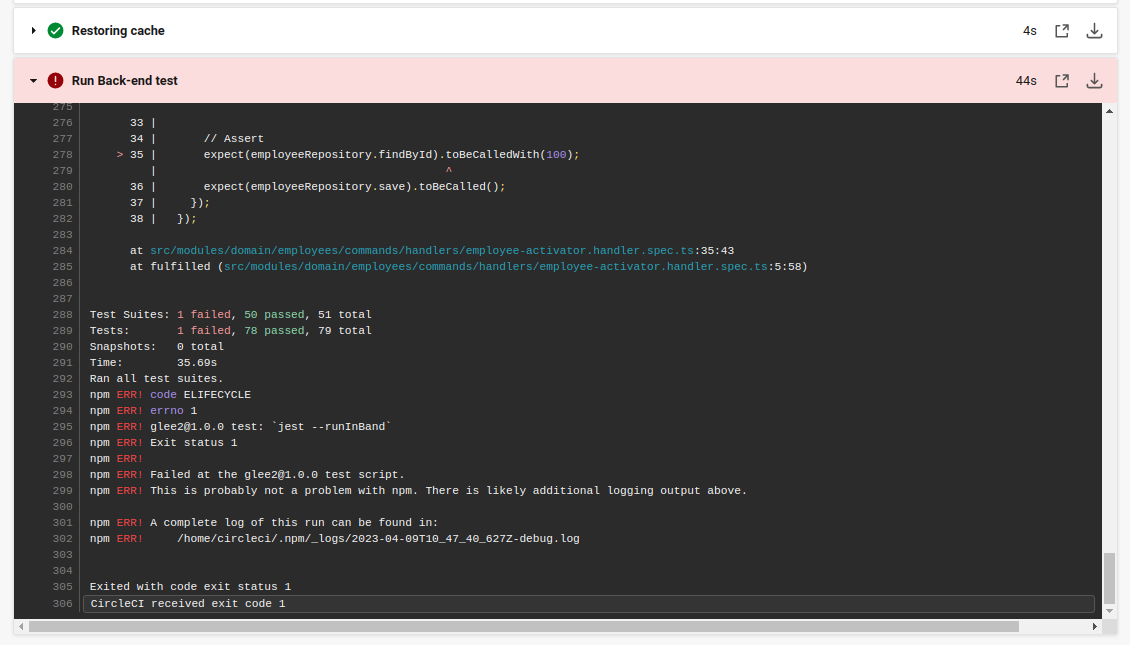 Restoring cache 4s
Run Back-end test 44s
275
276 33 |
277 34 | // Assert
278 > 35 | expect(employeeRepository.findById).toBeCalledWith(100);
279 | ^
280 36 | expect(employeeRepository.save).toBeCalled();
281 37 | });
282 38 | });
283
284 at src/modules/domain/employees/commands/handlers/employee-activator.handler.spec.ts:35:43
285 at fulfilled (src/modules/domain/employees/commands/handlers/employee-activator.handler.spec.ts:5:58)
286
287
288 Test Suites: 1 failed, 50 passed, 51 total
289 Tests: 1 failed, 78 passed, 79 total
290 Snapshots: 0 total
291 Time: 35.69s
292 Ran all test suites.
293 npm ERR! code ELIFECYCLE
294 npm ERR! errno 1
295 npm ERR! glee2@1.0.0 test: `jest --runInBand`
296 npm ERR! Exit status 1
297 npm ERR!
298 npm ERR! Failed at the glee2@1.0.0 test script.
299 npm ERR! This is probably not a problem with npm. There is likely additional logging output above.
300
301 npm ERR! A complete log of this run can be found in:
302 npm ERR! /home/circleci/.npm/_logs/2023-04-09T10_47_40_627Z-debug.log
303
304
305 Exited with code exit status 1
306 CircleCI received exit code 1